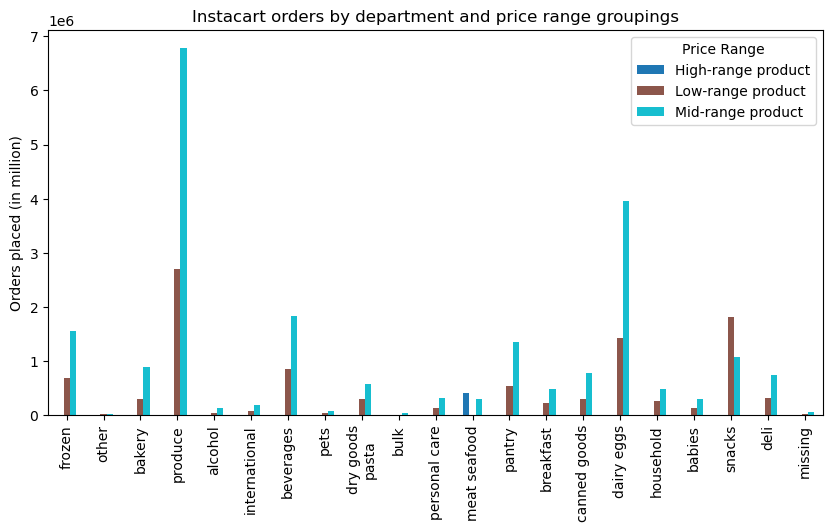 Instacart orders by department and price range groupings
1e6
Price Range
High-range product
Low-range product
Mid-range product
Orders placed (in million)
7
6
5
4
3
2
1
0
frozen
other
bakery
produce
alcohol
international
beverages
pets
dry goods
pasta
bulk
personal care
meat seafood
pantry
breakfast
canned goods
dairy eggs
household
babies
snacks
deli
missing